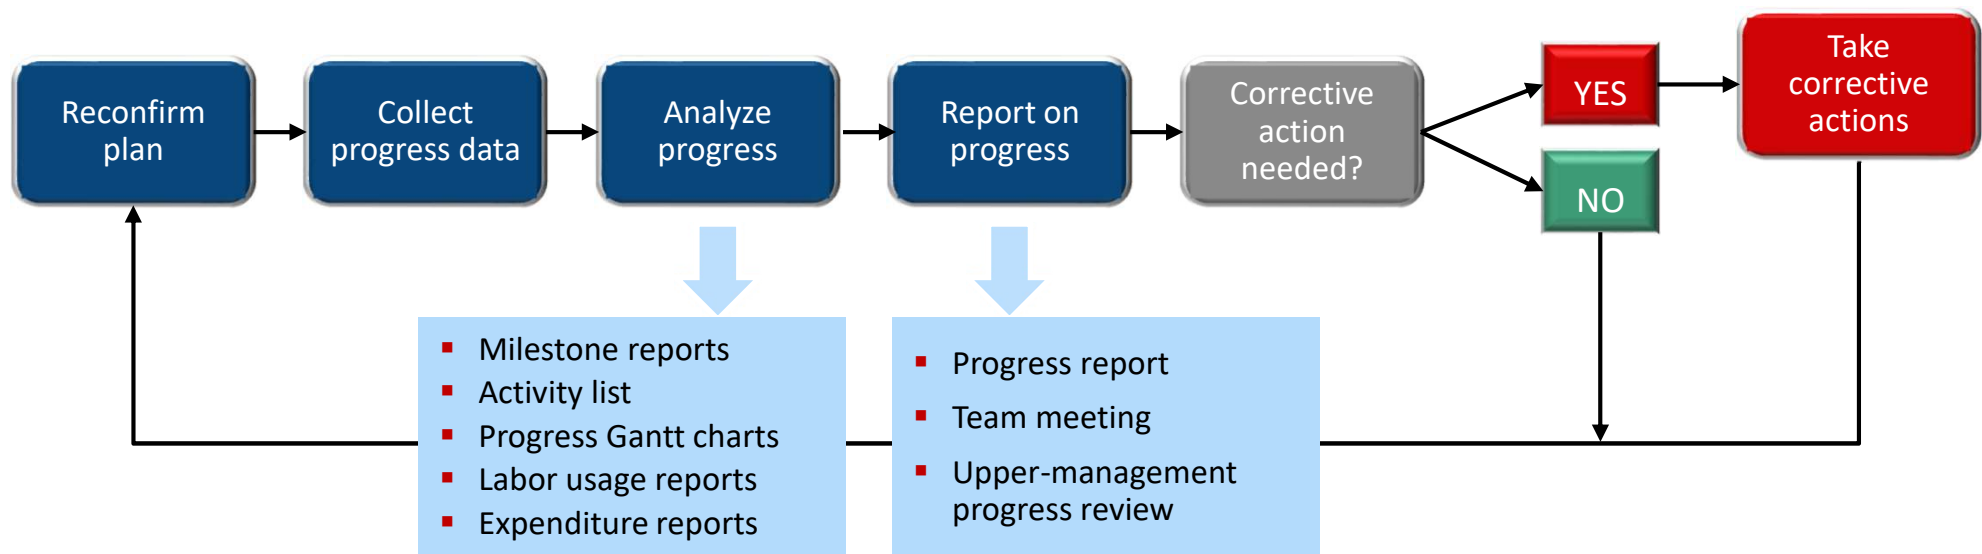 Reconfirm
plan
Collect
progress data
Analyze
progress
Report on
progress
Corrective
action
needed?
YES
NO
Take
corrective
actions
▪ Milestone reports
▪ Activity list
▪ Progress Gantt charts
▪ Labor usage reports
▪ Expenditure reports
▪ Progress report
▪ Team meeting
▪ Upper-management
progress review